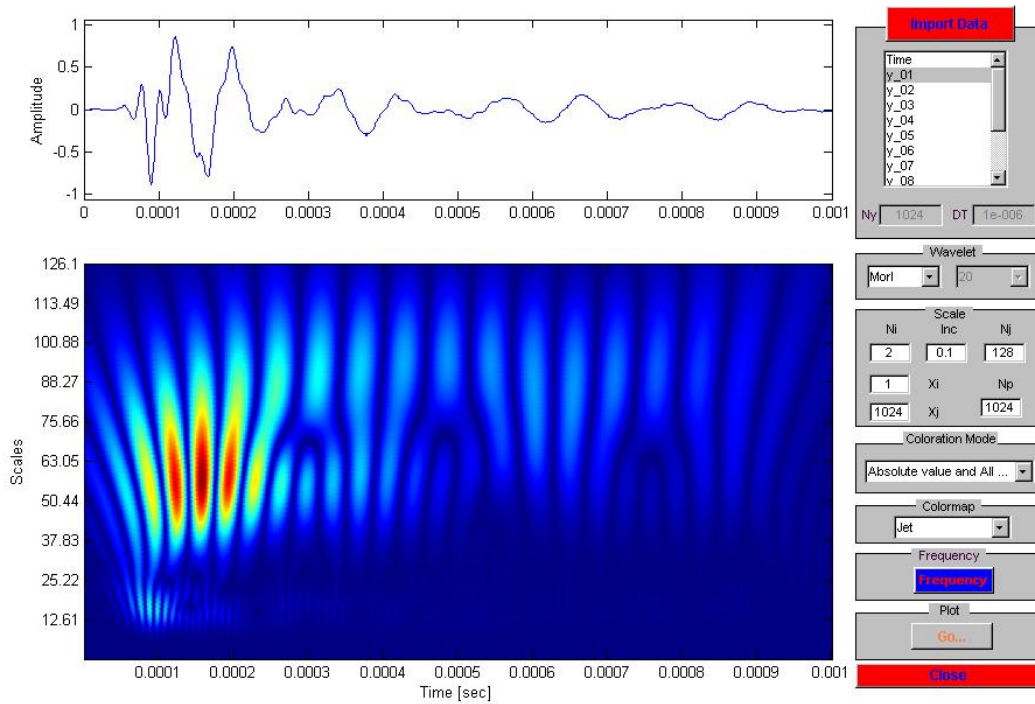 1
0.5
0
-0.5
-1
Amplitude
0 0.0001 0.0002 0.0003 0.0004 0.0005 0.0006 0.0007 0.0008 0.0009 0.001
126.1
113.49
100.88
88.27
75.66
63.05
50.44
37.83
25.22
12.61
Scales
0.0001 0.0002 0.0003 0.0004 0.0005 0.0006 0.0007 0.0008 0.0009 0.001
Time [sec]
Import Data
Time
y_01
y_02
y_03
y_04
y_05
y_06
y_07
y_08
Ny 1024 DT 1e-006
Wavelet
Morl 20
Scale
Ni Inc Nj
2 0.1 128
1 Xi Np
1024 Xj 1024
Coloration Mode
Absolute value and All ...
Colormap
Jet
Frequency
Frequency
Plot
Go...
Close